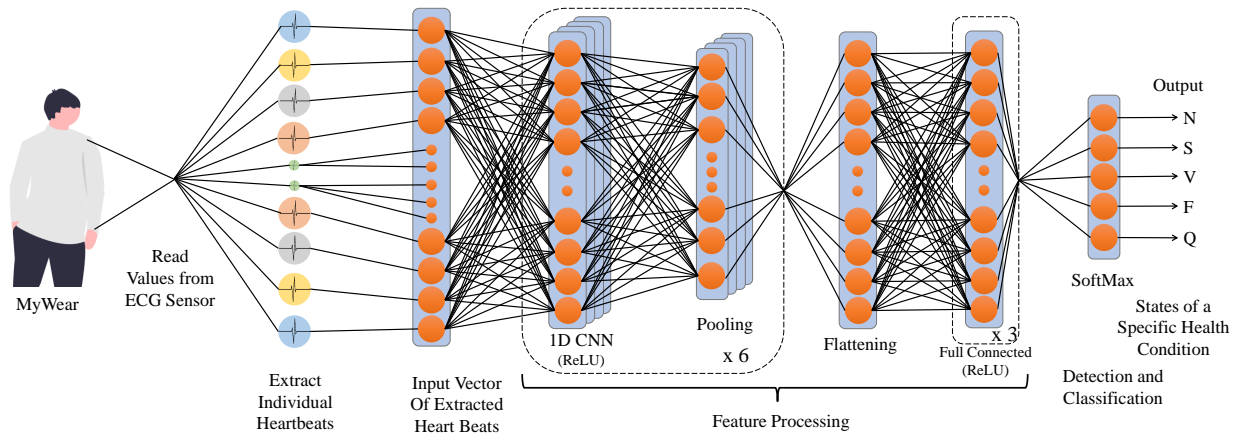 MyWear
Read
Values from
ECG Sensor
Extract
Individual
Heartbeats
Input Vector
Of Extracted
Heart Beats
1D CNN
(ReLU)
Pooling
x 6
Flattening
x 3
Full Connected
(ReLU)
Feature Processing
SoftMax
Output
N
S
V
F
Q
States of a
Specific Health
Condition
Detection and
Classification